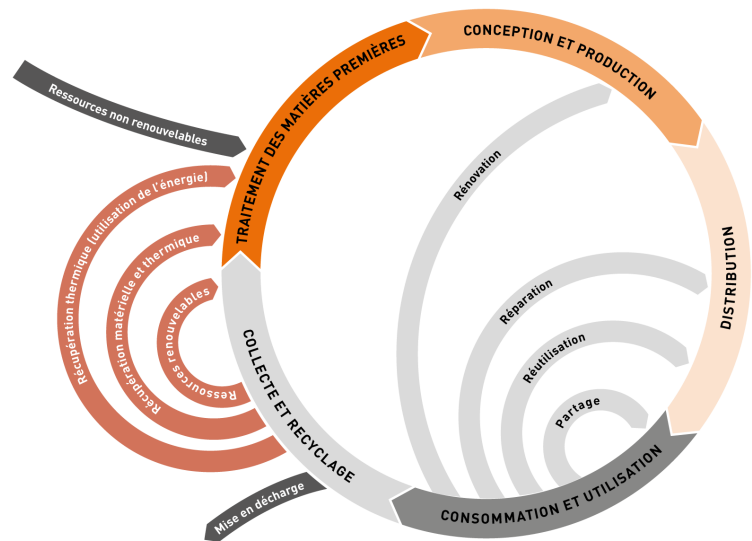 CONCEPTION ET PRODUCTION
TRAITEMENT DES MATIÈRES PREMIÈRES
Ressources non renouvelables
Récupération thermique (utilisation de l'énergie)
Récupération matérielle et thermique
Ressources renouvelables
Rénovation
Réparation
Réutilisation
Partage
DISTRIBUTION
COLLECTE ET RECYCLAGE
CONSOMMATION ET UTILISATION
Mise en décharge